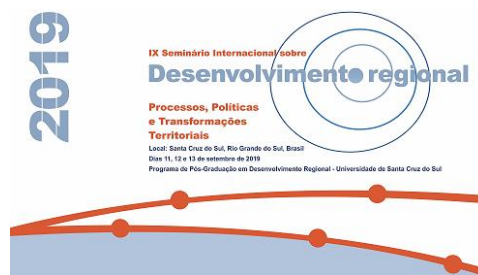 2019
IX Seminário Internacional sobre
Desenvolvimento regional
Processos, Políticas
e Transformações
Territoriais
Local: Santa Cruz do Sul, Rio Grande do Sul, Brasil
Dias 11, 12 e 13 de setembro de 2019
Programa de Pós-Graduação em Desenvolvimento Regional - Universidade de Santa Cruz do Sul